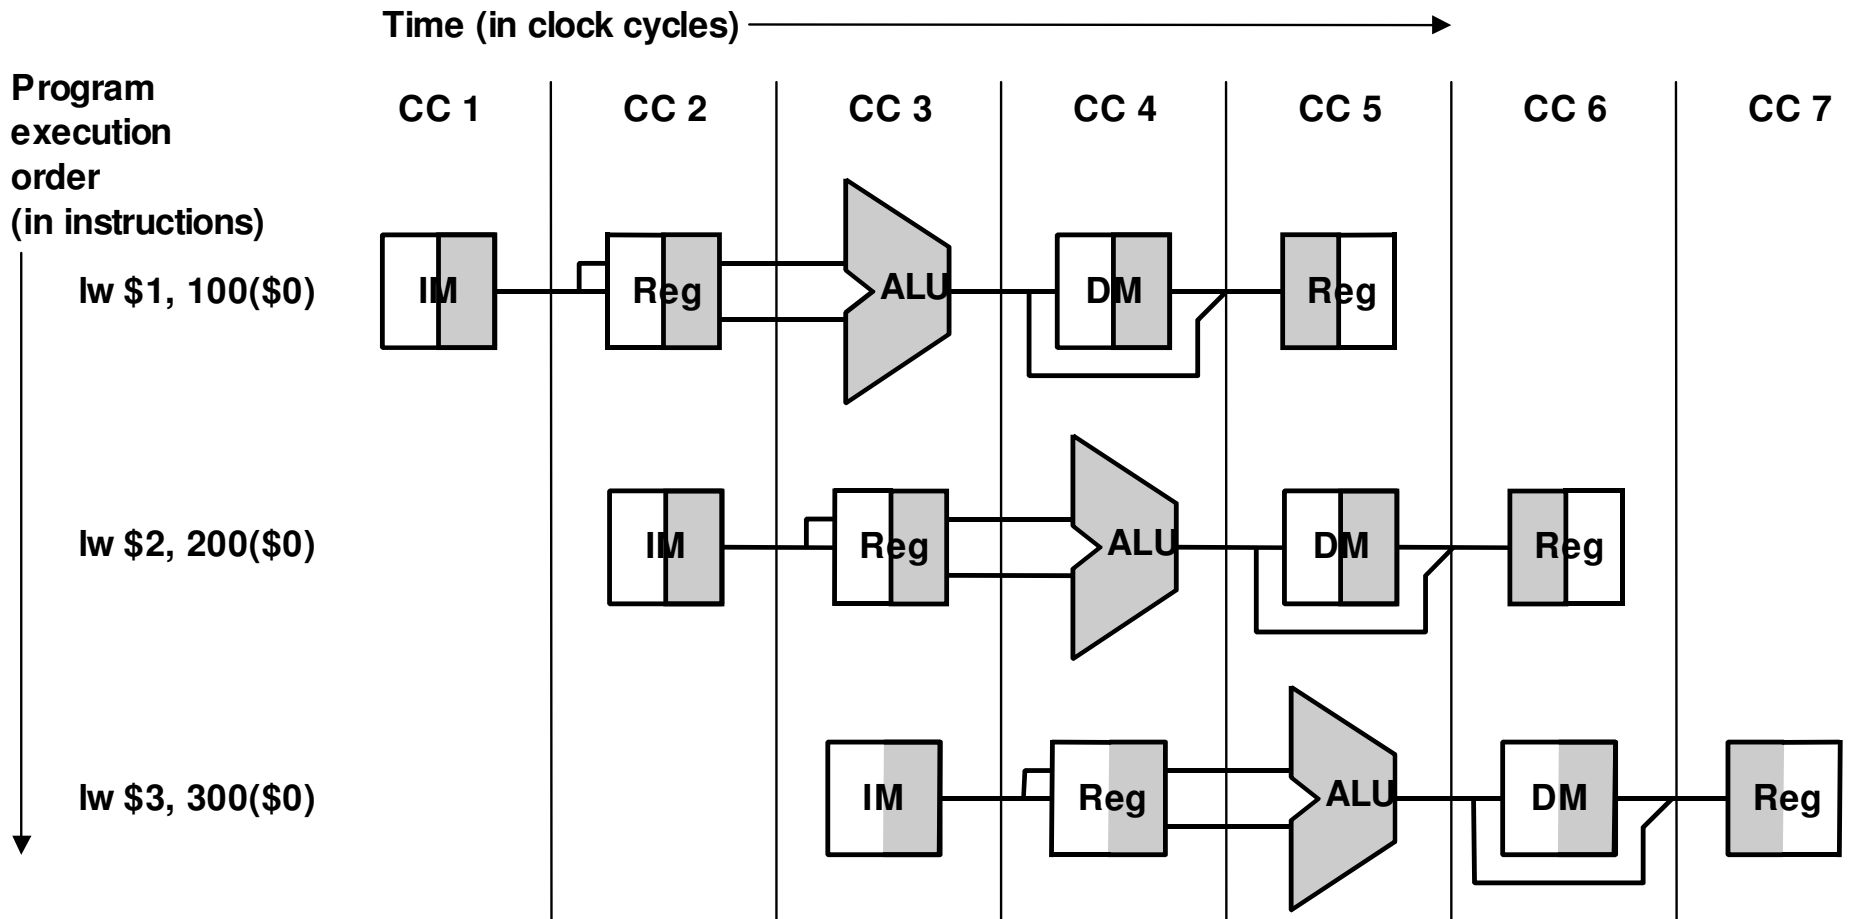 Time (in clock cycles)
Program
execution
order
(in instructions)
CC 1 CC 2 CC 3 CC 4 CC 5 CC 6 CC 7
lw $1, 100($0) IM Reg ALU DM Reg
lw $2, 200($0) IM Reg ALU DM Reg
lw $3, 300($0) IM Reg ALU DM Reg